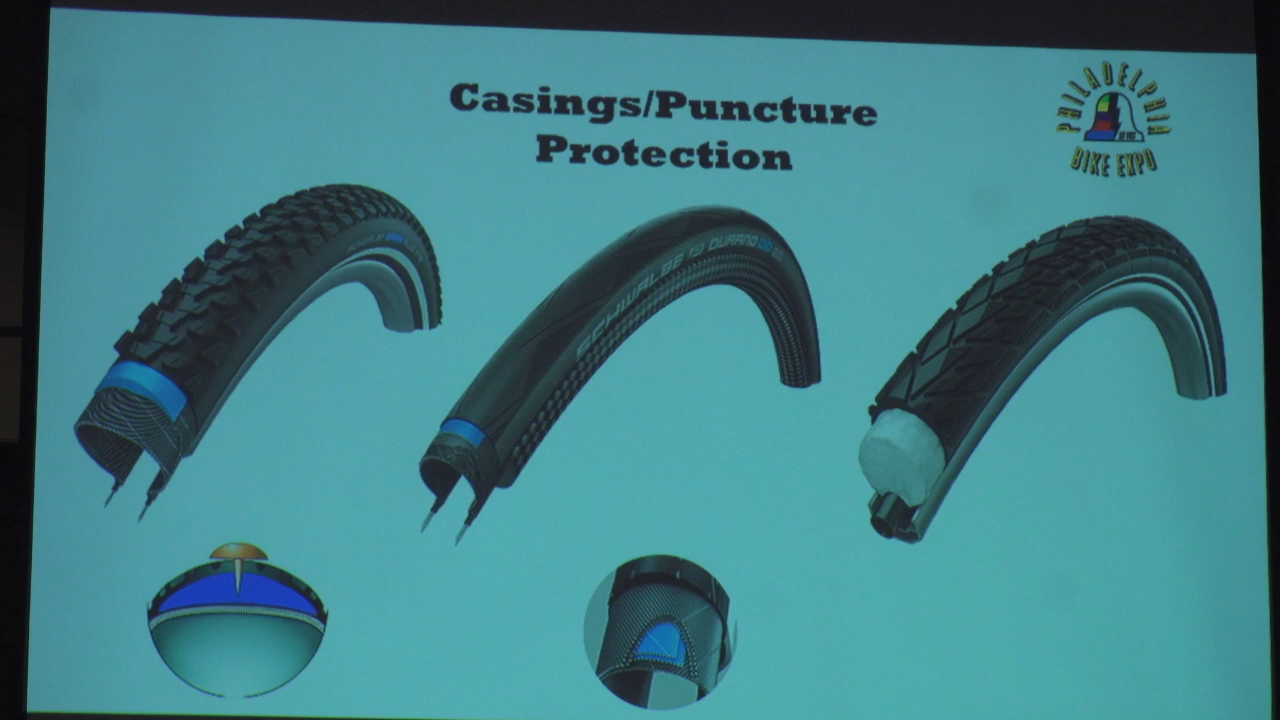 Casings/Puncture
Protection
PHILADELPHIA
BIKE EXPO
SCHWALBE DURANO